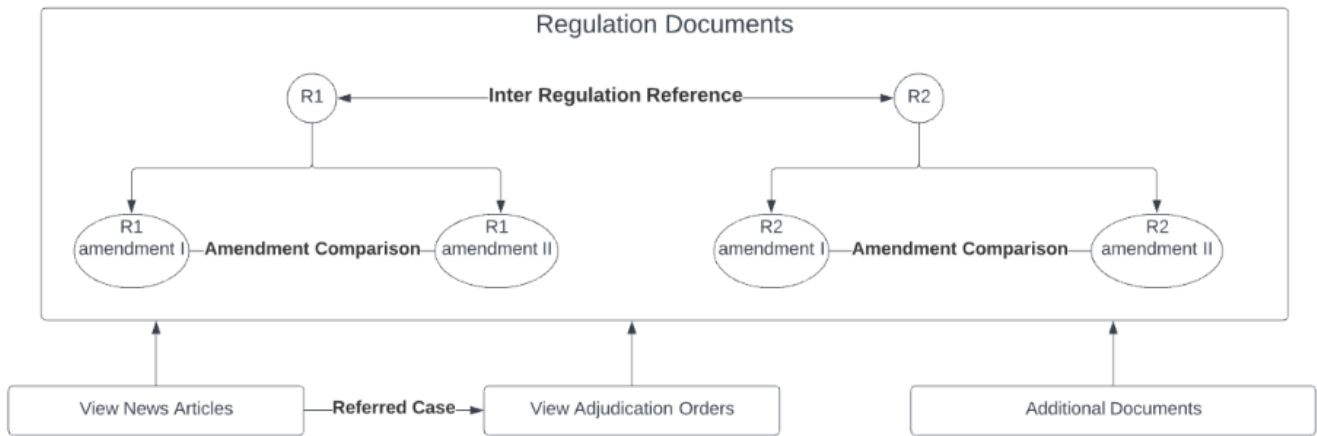 Regulation Documents
R1
Inter Regulation Reference
R2
R1
amendment I
Amendment Comparison
R1
amendment II
R2
amendment I
Amendment Comparison
R2
amendment II
View News Articles
Referred Case
View Adjudication Orders
Additional Documents